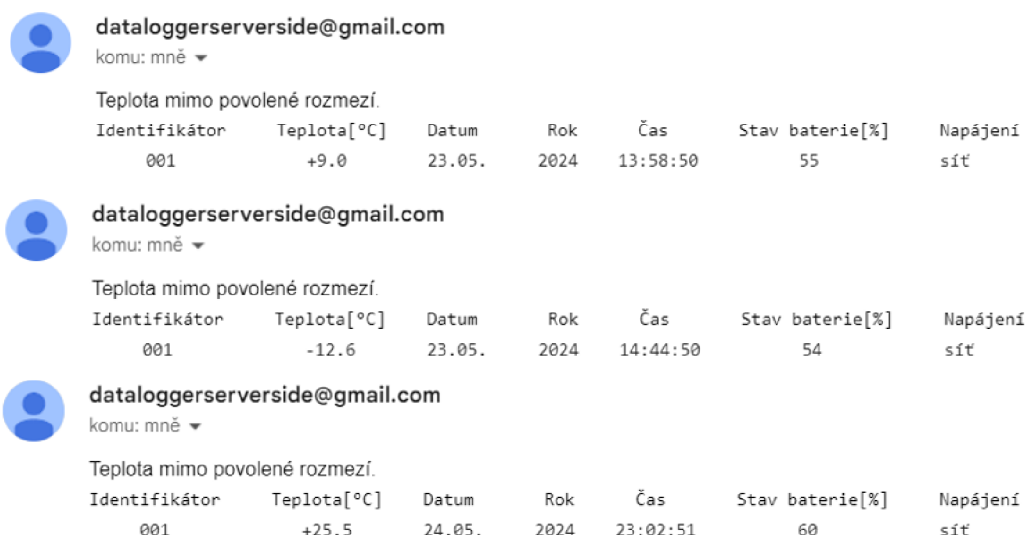 dataloggerserverside@gmail.com
komu: mně
Teplota mimo povolené rozmezí.
Identifikátor Teplota[°C] Datum Rok Čas Stav baterie[%] Napájení
001 +9.0 23.05. 2024 13:58:50 55 síť
dataloggerserverside@gmail.com
komu: mně
Teplota mimo povolené rozmezí.
Identifikátor Teplota[°C] Datum Rok Čas Stav baterie[%] Napájení
001 -12.6 23.05. 2024 14:44:50 54 síť
dataloggerserverside@gmail.com
komu: mně
Teplota mimo povolené rozmezí.
Identifikátor Teplota[°C] Datum Rok Čas Stav baterie[%] Napájení
001 +25.5 24.05. 2024 23:02:51 60 síť